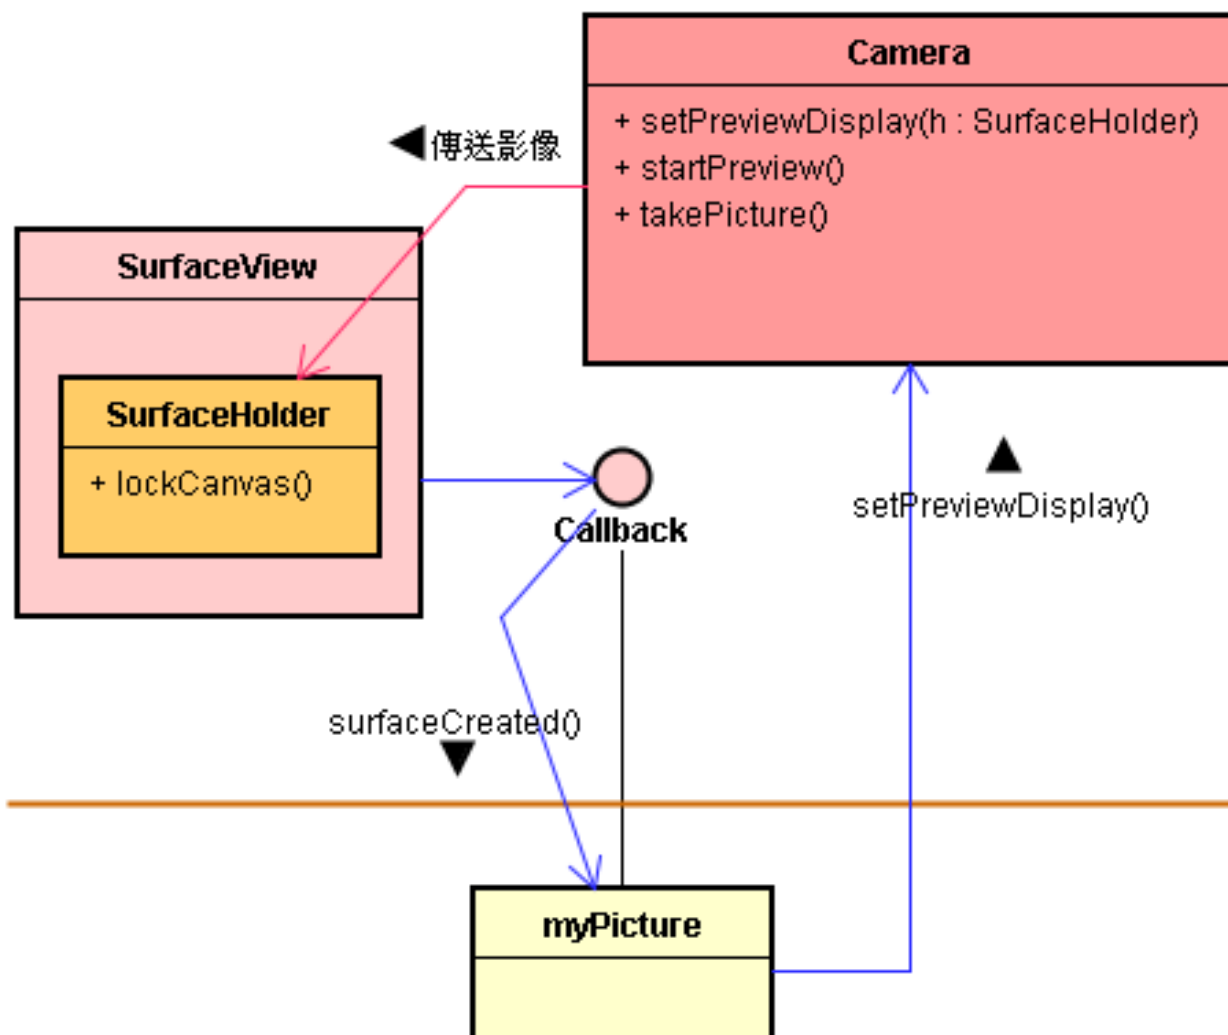 Camera
+ setPreviewDisplay(h : SurfaceHolder)
+ startPreview()
+ takePicture()
◀傳送影像
SurfaceView
SurfaceHolder
+ lockCanvas()
Callback
▲
setPreviewDisplay()
surfaceCreated()
▼
myPicture